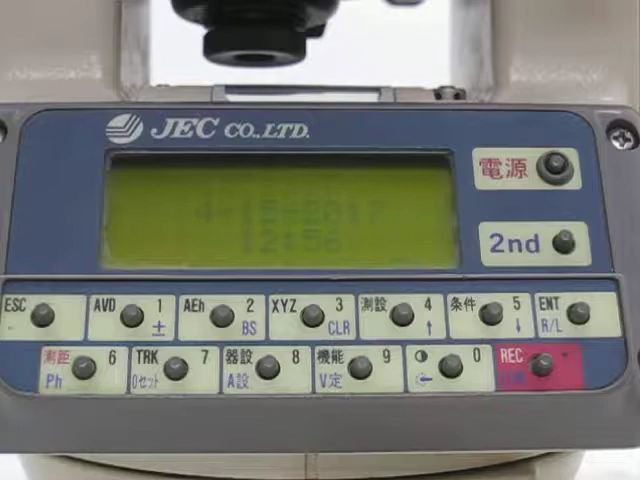 JEC CO.,LTD.
4-15-2017
12:56
電源
2nd
ESC
AVD 1 ±
AEh 2 BS
XYZ 3 CLR
測設 4 ↑
条件 5 ↓
ENT R/L
測距 6 Ph
TRK 7 0セット
器設 8 A設
機能 9 V定
0
REC